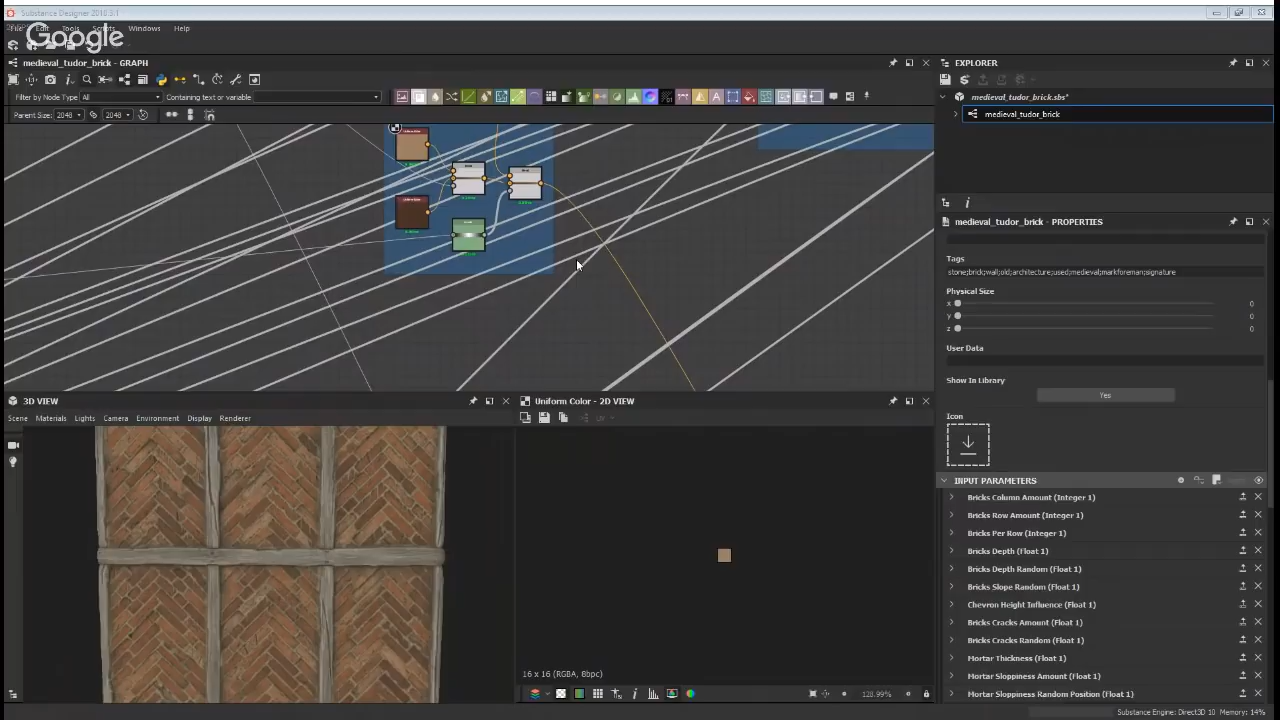 Substance Designer 2018.3.1
File Edit Tools Scripts Windows Help
Google
medieval_tudor_brick - GRAPH
Filter by Node Type All
Containing text or variable
Parent Size: 2048 2048
EXPLORER
medieval_tudor_brick.sbs*
medieval_tudor_brick
medieval_tudor_brick - PROPERTIES
Tags
stone;brick;wall;old;architecture;used;medieval;markforeman;signature
Physical Size
x 0
y 0
z 0
User Data
Show In Library
Yes
Icon
INPUT PARAMETERS
Bricks Column Amount (Integer 1)
Bricks Row Amount (Integer 1)
Bricks Per Row (Integer 1)
Bricks Depth (Float 1)
Bricks Depth Random (Float 1)
Bricks Slope Random (Float 1)
Chevron Height Influence (Float 1)
Bricks Cracks Amount (Float 1)
Bricks Cracks Random (Float 1)
Mortar Thickness (Float 1)
Mortar Sloppiness Amount (Float 1)
Mortar Sloppiness Random Position (Float 1)
3D VIEW
Scene Materials Lights Camera Environment Display Renderer
Uniform Color - 2D VIEW
16 x 16 (RGBA, 8bpc)
128.99%
Substance Engine: Direct3D 10 Memory: 14%